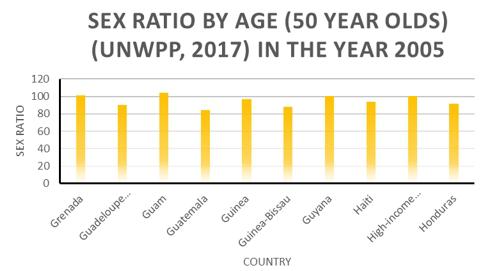 SEX RATIO BY AGE (50 YEAR OLDS)
(UNWPP, 2017) IN THE YEAR 2005
SEX RATIO
120
100
80
60
40
20
0
Grenada
Guadeloupe...
Guam
Guatemala
Guinea
Guinea-Bissau
Guyana
Haiti
High-income...
Honduras
COUNTRY